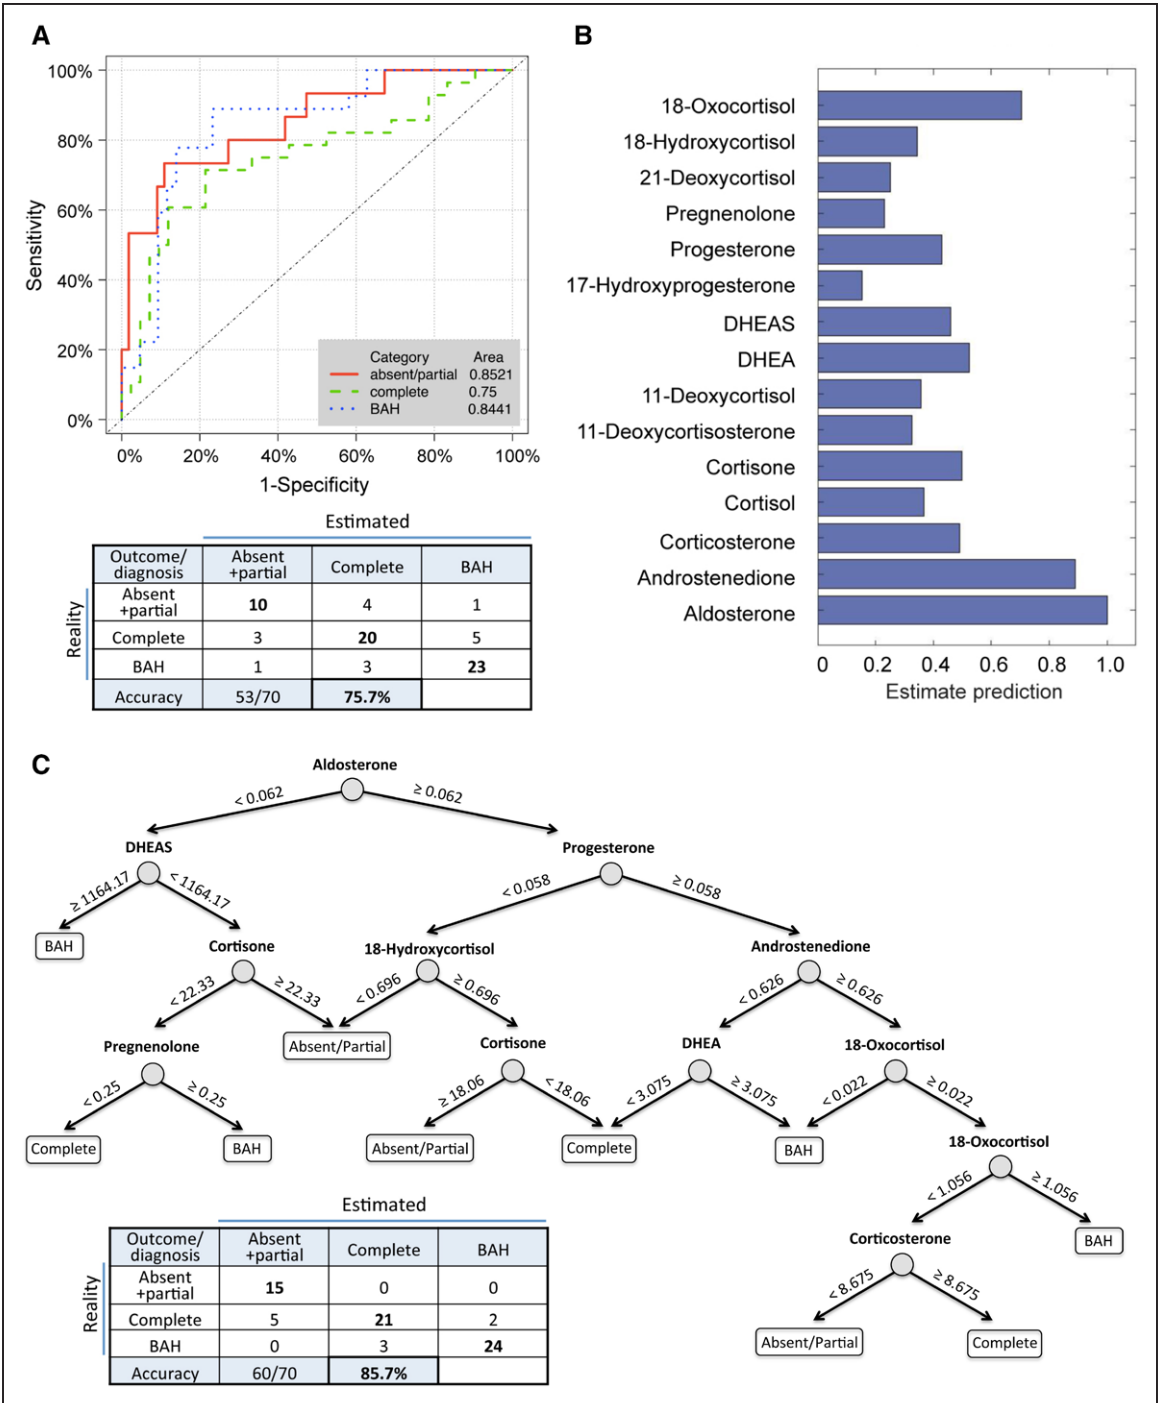 A
100%
80%
60%
40%
20%
0%
Sensitivity
Category Area
absent/partial 0.8521
complete 0.75
BAH 0.8441
0% 20% 40% 60% 80% 100%
1-Specificity
Estimated
Reality
Outcome/diagnosis Absent +partial Complete BAH
Absent +partial 10 4 1
Complete 3 20 5
BAH 1 3 23
Accuracy 53/70 75.7%
B
18-Oxocortisol
18-Hydroxycortisol
21-Deoxycortisol
Pregnenolone
Progesterone
17-Hydroxyprogesterone
DHEAS
DHEA
11-Deoxycortisol
11-Deoxycortisosterone
Cortisone
Cortisol
Corticosterone
Androstenedione
Aldosterone
0 0.2 0.4 0.6 0.8 1.0
Estimate prediction
C
Aldosterone
< 0.062 ≥ 0.062
DHEAS Progesterone
≥ 1164.17 < 1164.17 < 0.058 ≥ 0.058
BAH Cortisone 18-Hydroxycortisol Androstenedione
< 22.33 ≥ 22.33 < 0.696 ≥ 0.696 < 0.626 ≥ 0.626
Pregnenolone Absent/Partial Cortisone DHEA 18-Oxocortisol
< 0.25 ≥ 0.25 ≥ 18.06 < 18.06 < 3.075 ≥ 3.075 < 0.022 ≥ 0.022
Complete BAH Absent/Partial Complete BAH 18-Oxocortisol
< 1.056 ≥ 1.056
Corticosterone BAH
< 8.675 ≥ 8.675
Absent/Partial Complete
Estimated
Reality
Outcome/diagnosis Absent +partial Complete BAH
Absent +partial 15 0 0
Complete 5 21 2
BAH 0 3 24
Accuracy 60/70 85.7%